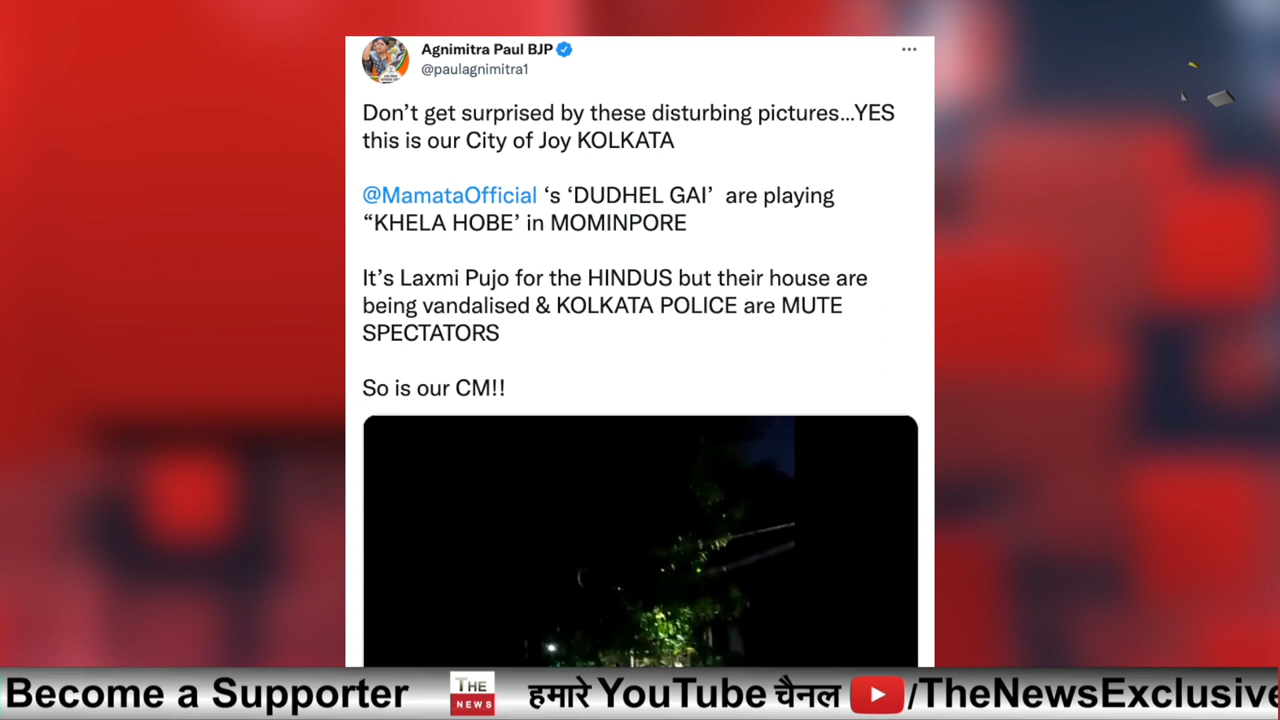 Agnimitra Paul BJP
@paulagnimitra1
Don’t get surprised by these disturbing pictures...YES
this is our City of Joy KOLKATA
@MamataOfficial ‘s ‘DUDHEL GAI’ are playing
“KHELA HOBE’ in MOMINPORE
It’s Laxmi Pujo for the HINDUS but their house are
being vandalised & KOLKATA POLICE are MUTE
SPECTATORS
So is our CM!!
Become a Supporter THE NEWS हमारे YouTube चैनल /TheNewsExclusive